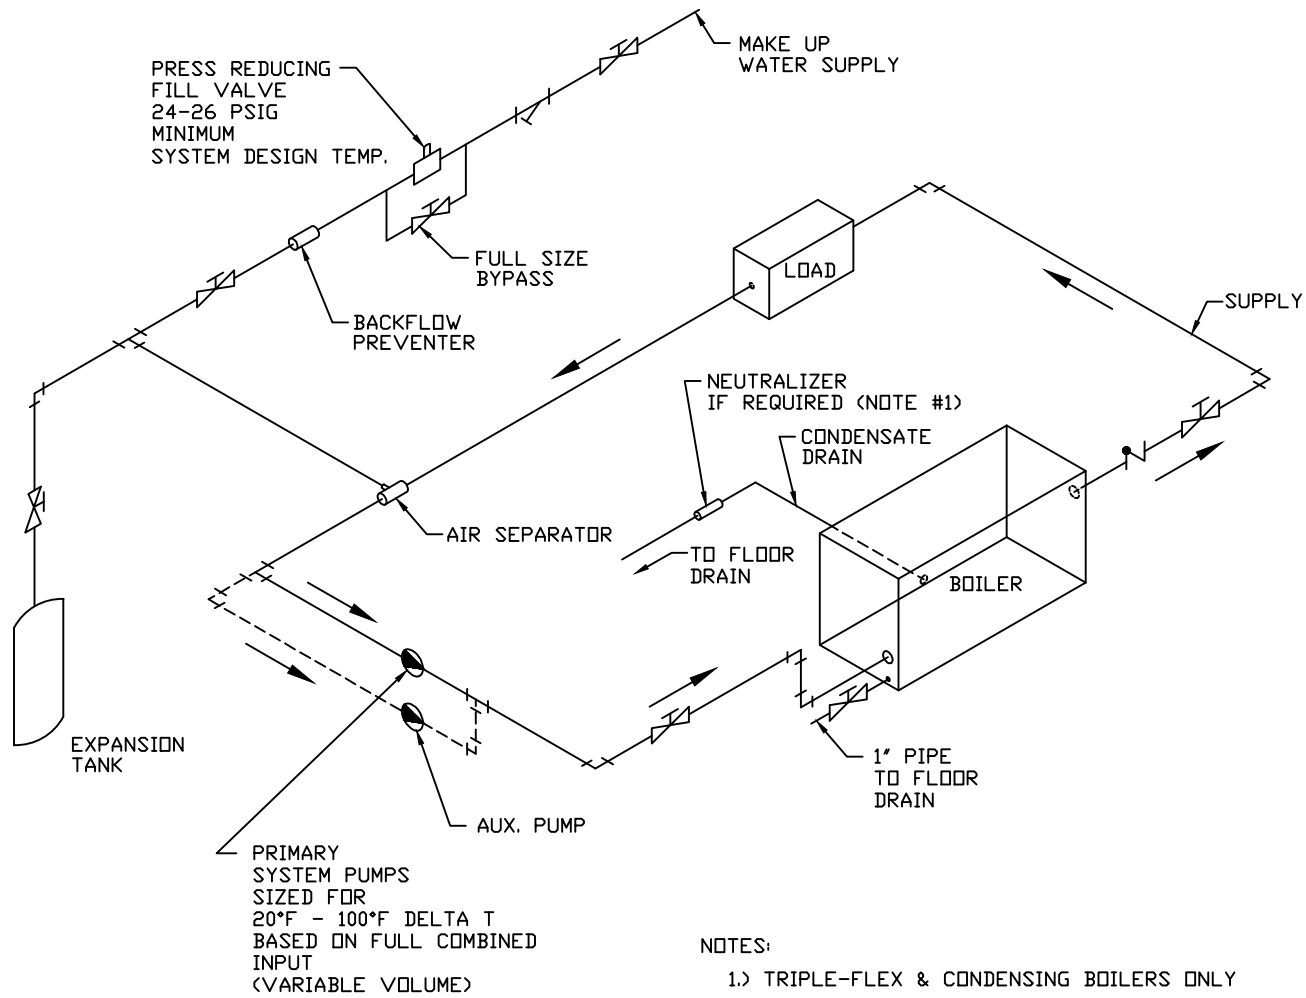 MAKE UP
WATER SUPPLY
PRESS REDUCING
FILL VALVE
24-26 PSIG
MINIMUM
SYSTEM DESIGN TEMP.
FULL SIZE
BYPASS
LOAD
SUPPLY
BACKFLOW
PREVENTER
NEUTRALIZER
IF REQUIRED (NOTE #1)
CONDENSATE
DRAIN
AIR SEPARATOR
TO FLOOR
DRAIN
BOILER
EXPANSION
TANK
1" PIPE
TO FLOOR
DRAIN
AUX. PUMP
PRIMARY
SYSTEM PUMPS
SIZED FOR
20°F - 100°F DELTA T
BASED ON FULL COMBINED
INPUT
(VARIABLE VOLUME)
NOTES:
1.) TRIPLE-FLEX & CONDENSING BOILERS ONLY